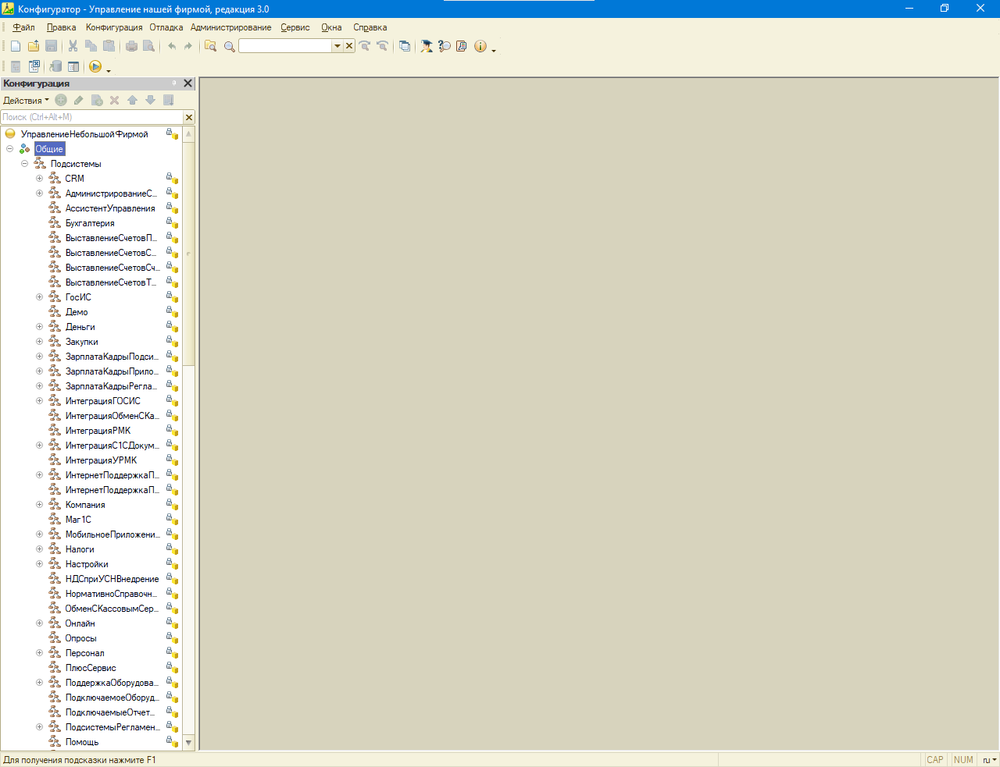 Конфигуратор - Управление нашей фирмой, редакция 3.0
Файл Правка Конфигурация Отладка Администрирование Сервис Окна Справка
Конфигурация
Действия
Поиск (Ctrl+Alt+M)
УправлениеНебольшойФирмой
Общие
Подсистемы
CRM
АдминистрированиеС...
АссистентУправления
Бухгалтерия
ВыставлениеСчетовП...
ВыставлениеСчетовС...
ВыставлениеСчетовСч...
ВыставлениеСчетовТ...
ГосИС
Демо
Деньги
Закупки
ЗарплатаКадрыПодси...
ЗарплатаКадрыПрило...
ЗарплатаКадрыРегла...
ИнтеграцияГОСИС
ИнтеграцияОбменСКа...
ИнтеграцияРМК
ИнтеграцияС1СДокум...
ИнтеграцияУРМК
ИнтернетПоддержкаП...
ИнтернетПоддержкаП...
Компания
Маг1С
МобильноеПриложени...
Налоги
Настройки
НДСприУСНВнедрение
НормативноСправочн...
ОбменСКассовымСер...
Онлайн
Опросы
Персонал
ПлюсСервис
ПоддержкаОборудова...
ПодключаемоеОборуд...
ПодключаемыеОтчет...
ПодсистемыРегламен...
Помощь
Для получения подсказки нажмите F1
CAP NUM ru